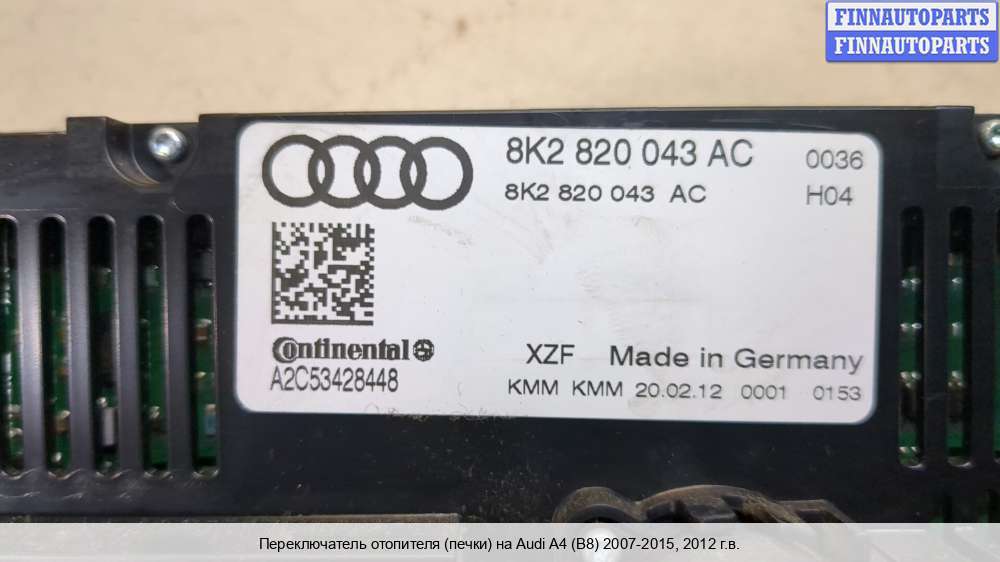 FINNAUTOPARTS
FINNAUTOPARTS
8K2 820 043 AC 0036
8K2 820 043 AC H04
Continental
A2C53428448
XZF Made in Germany
KMM KMM 20.02.12 0001 0153
Переключатель отопителя (печки) на Audi A4 (B8) 2007-2015, 2012 г.в.